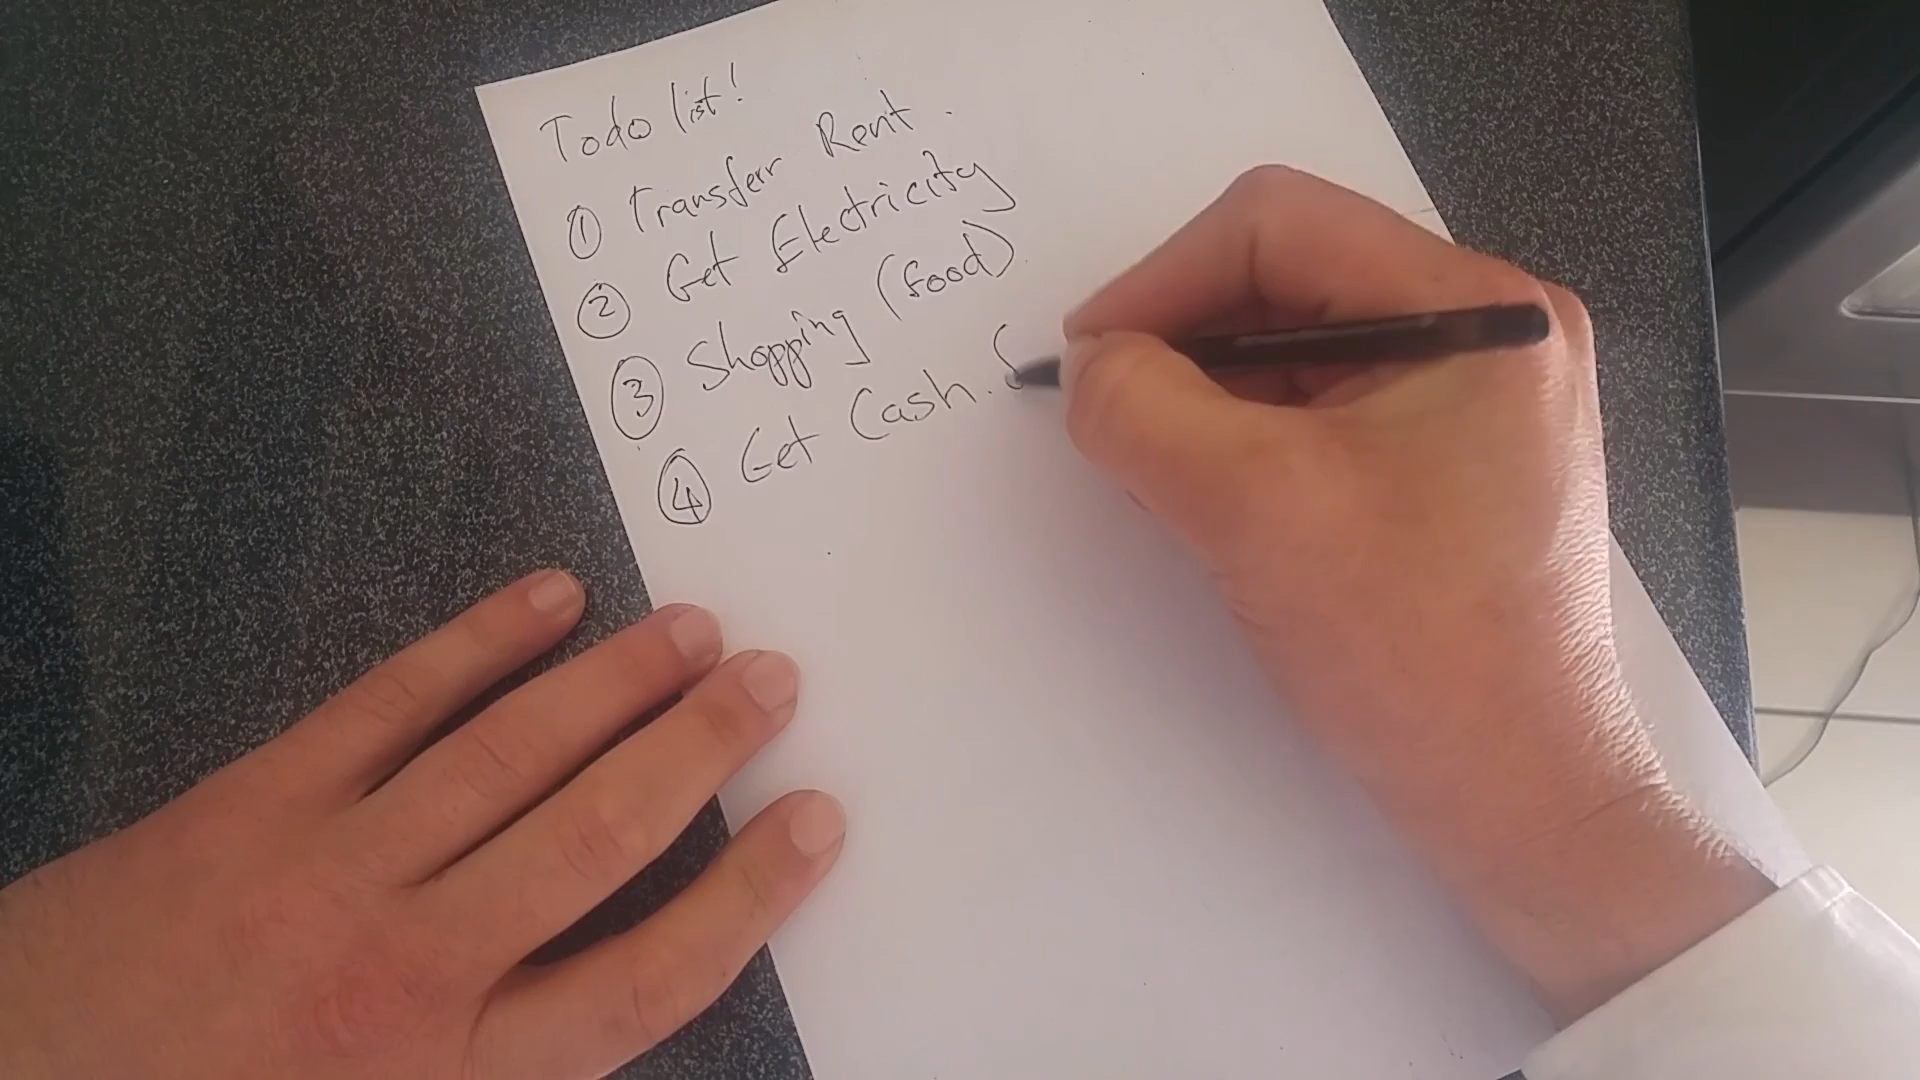 Todo list!
① Transferr Rent.
② Get Electricity
③ Shopping (food).
④ Get Cash.